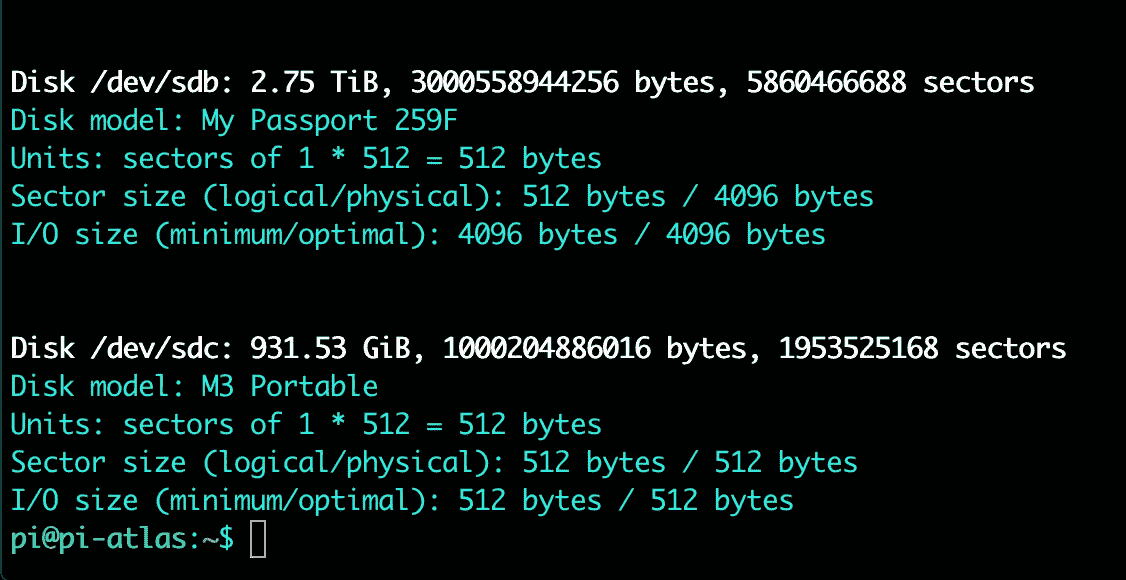 Disk /dev/sdb: 2.75 TiB, 3000558944256 bytes, 5860466688 sectors
Disk model: My Passport 259F
Units: sectors of 1 * 512 = 512 bytes
Sector size (logical/physical): 512 bytes / 4096 bytes
I/O size (minimum/optimal): 4096 bytes / 4096 bytes
Disk /dev/sdc: 931.53 GiB, 1000204886016 bytes, 1953525168 sectors
Disk model: M3 Portable
Units: sectors of 1 * 512 = 512 bytes
Sector size (logical/physical): 512 bytes / 512 bytes
I/O size (minimum/optimal): 512 bytes / 512 bytes
pi@pi-atlas:~$